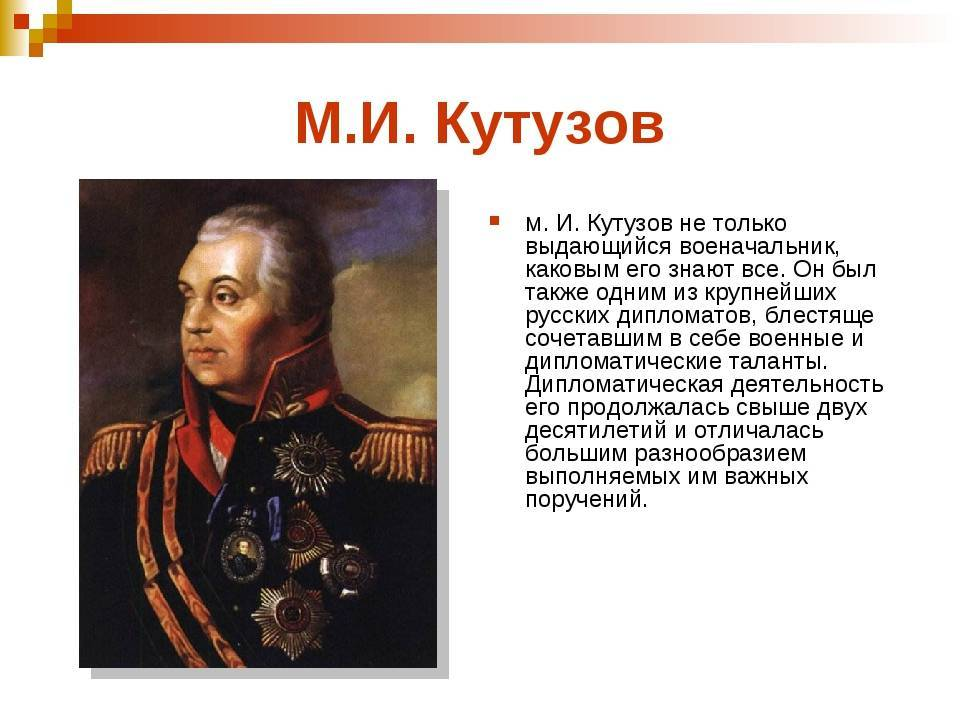 М.И. Кутузов
м. И. Кутузов не только
выдающийся военачальник,
каковым его знают все. Он был
также одним из крупнейших
русских дипломатов, блестяще
сочетавшим в себе военные и
дипломатические таланты.
Дипломатическая деятельность
его продолжалась свыше двух
десятилетий и отличалась
большим разнообразием
выполняемых им важных
поручений.